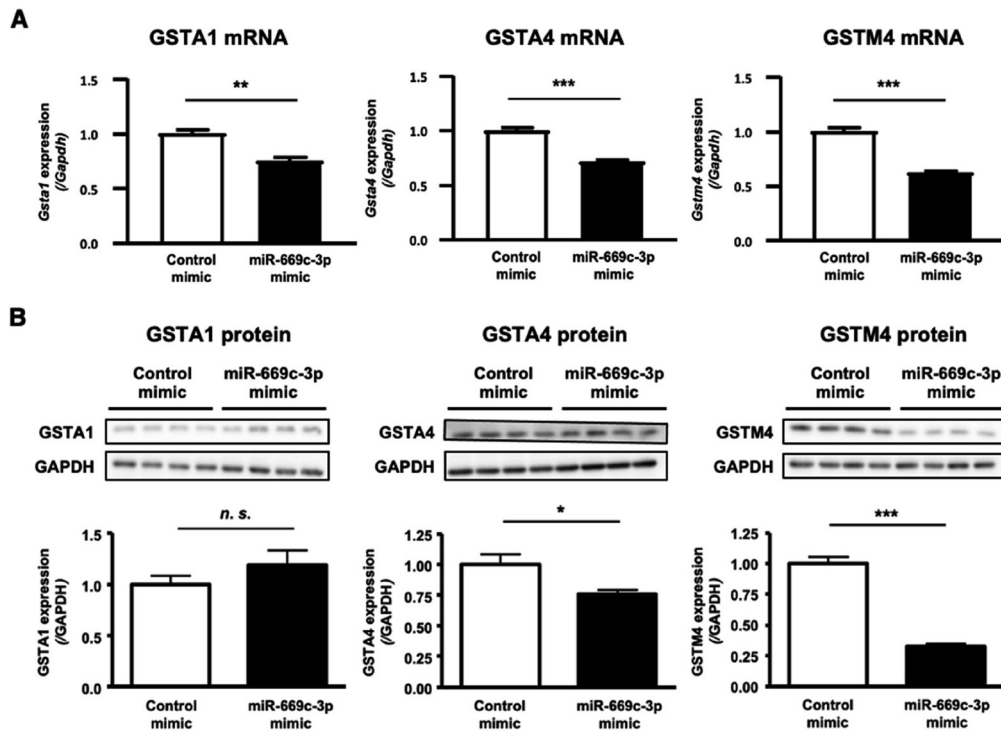 A
GSTA1 mRNA
GSTA4 mRNA
GSTM4 mRNA
Gsta1 expression
(/Gapdh)
1.5
1.0
0.5
0.0
**
Control
mimic
miR-669c-3p
mimic
Gsta4 expression
(/Gapdh)
1.5
1.0
0.5
0.0
***
Control
mimic
miR-669c-3p
mimic
Gstm4 expression
(/Gapdh)
1.5
1.0
0.5
0.0
***
Control
mimic
miR-669c-3p
mimic
B
GSTA1 protein
GSTA4 protein
GSTM4 protein
Control
mimic
miR-669c-3p
mimic
GSTA1
GAPDH
Control
mimic
miR-669c-3p
mimic
GSTA4
GAPDH
Control
mimic
miR-669c-3p
mimic
GSTM4
GAPDH
GSTA1 expression
(/GAPDH)
1.5
1.0
0.5
0.0
n. s.
Control
mimic
miR-669c-3p
mimic
GSTA4 expression
(/GAPDH)
1.25
1.00
0.75
0.50
0.25
0.00
*
Control
mimic
miR-669c-3p
mimic
GSTM4 expression
(/GAPDH)
1.25
1.00
0.75
0.50
0.25
0.00
***
Control
mimic
miR-669c-3p
mimic